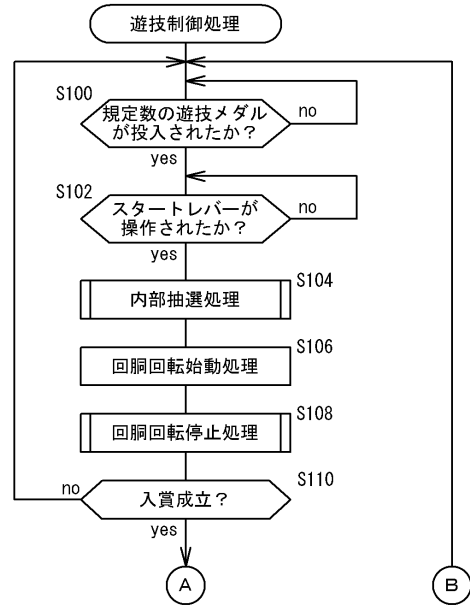 遊技制御処理
S100
規定数の遊技メダル
が投入されたか？
no
yes
S102
スタートレバーが
操作されたか？
no
yes
S104
内部抽選処理
S106
回胴回転始動処理
S108
回胴回転停止処理
S110
no
入賞成立？
yes
A
B